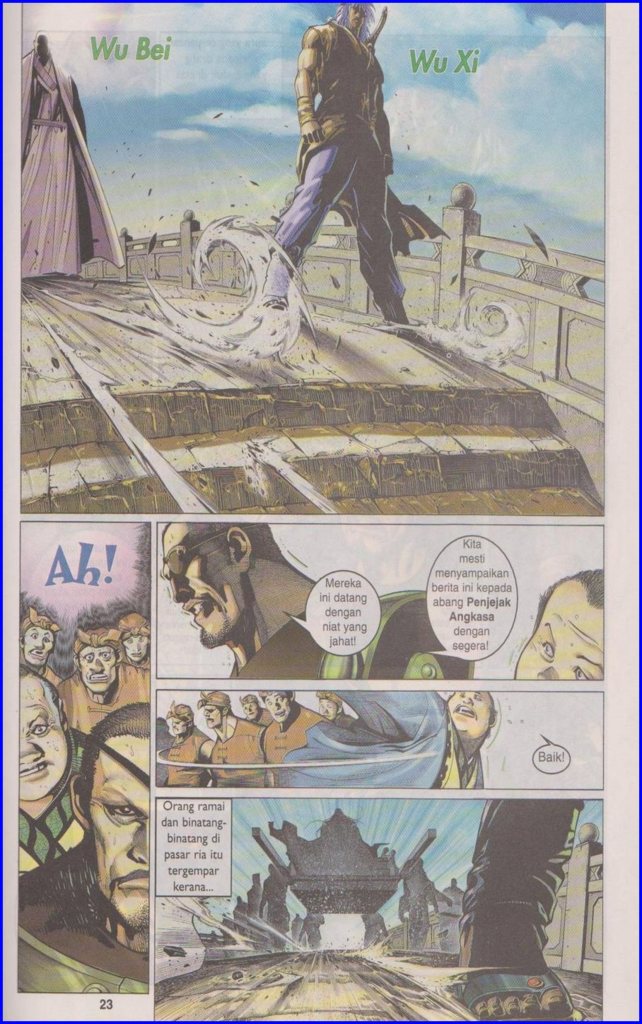 Wu Bei
Wu Xi
Ah!
Mereka
ini datang
dengan
niat yang
jahat!
Kita
mesti
menyampaikan
berita ini kepada
abang Penjejak
Angkasa
dengan
segera!
Baik!
Orang ramai
dan binatang-
binatang di
pasar ria itu
tergempar
kerana...
23